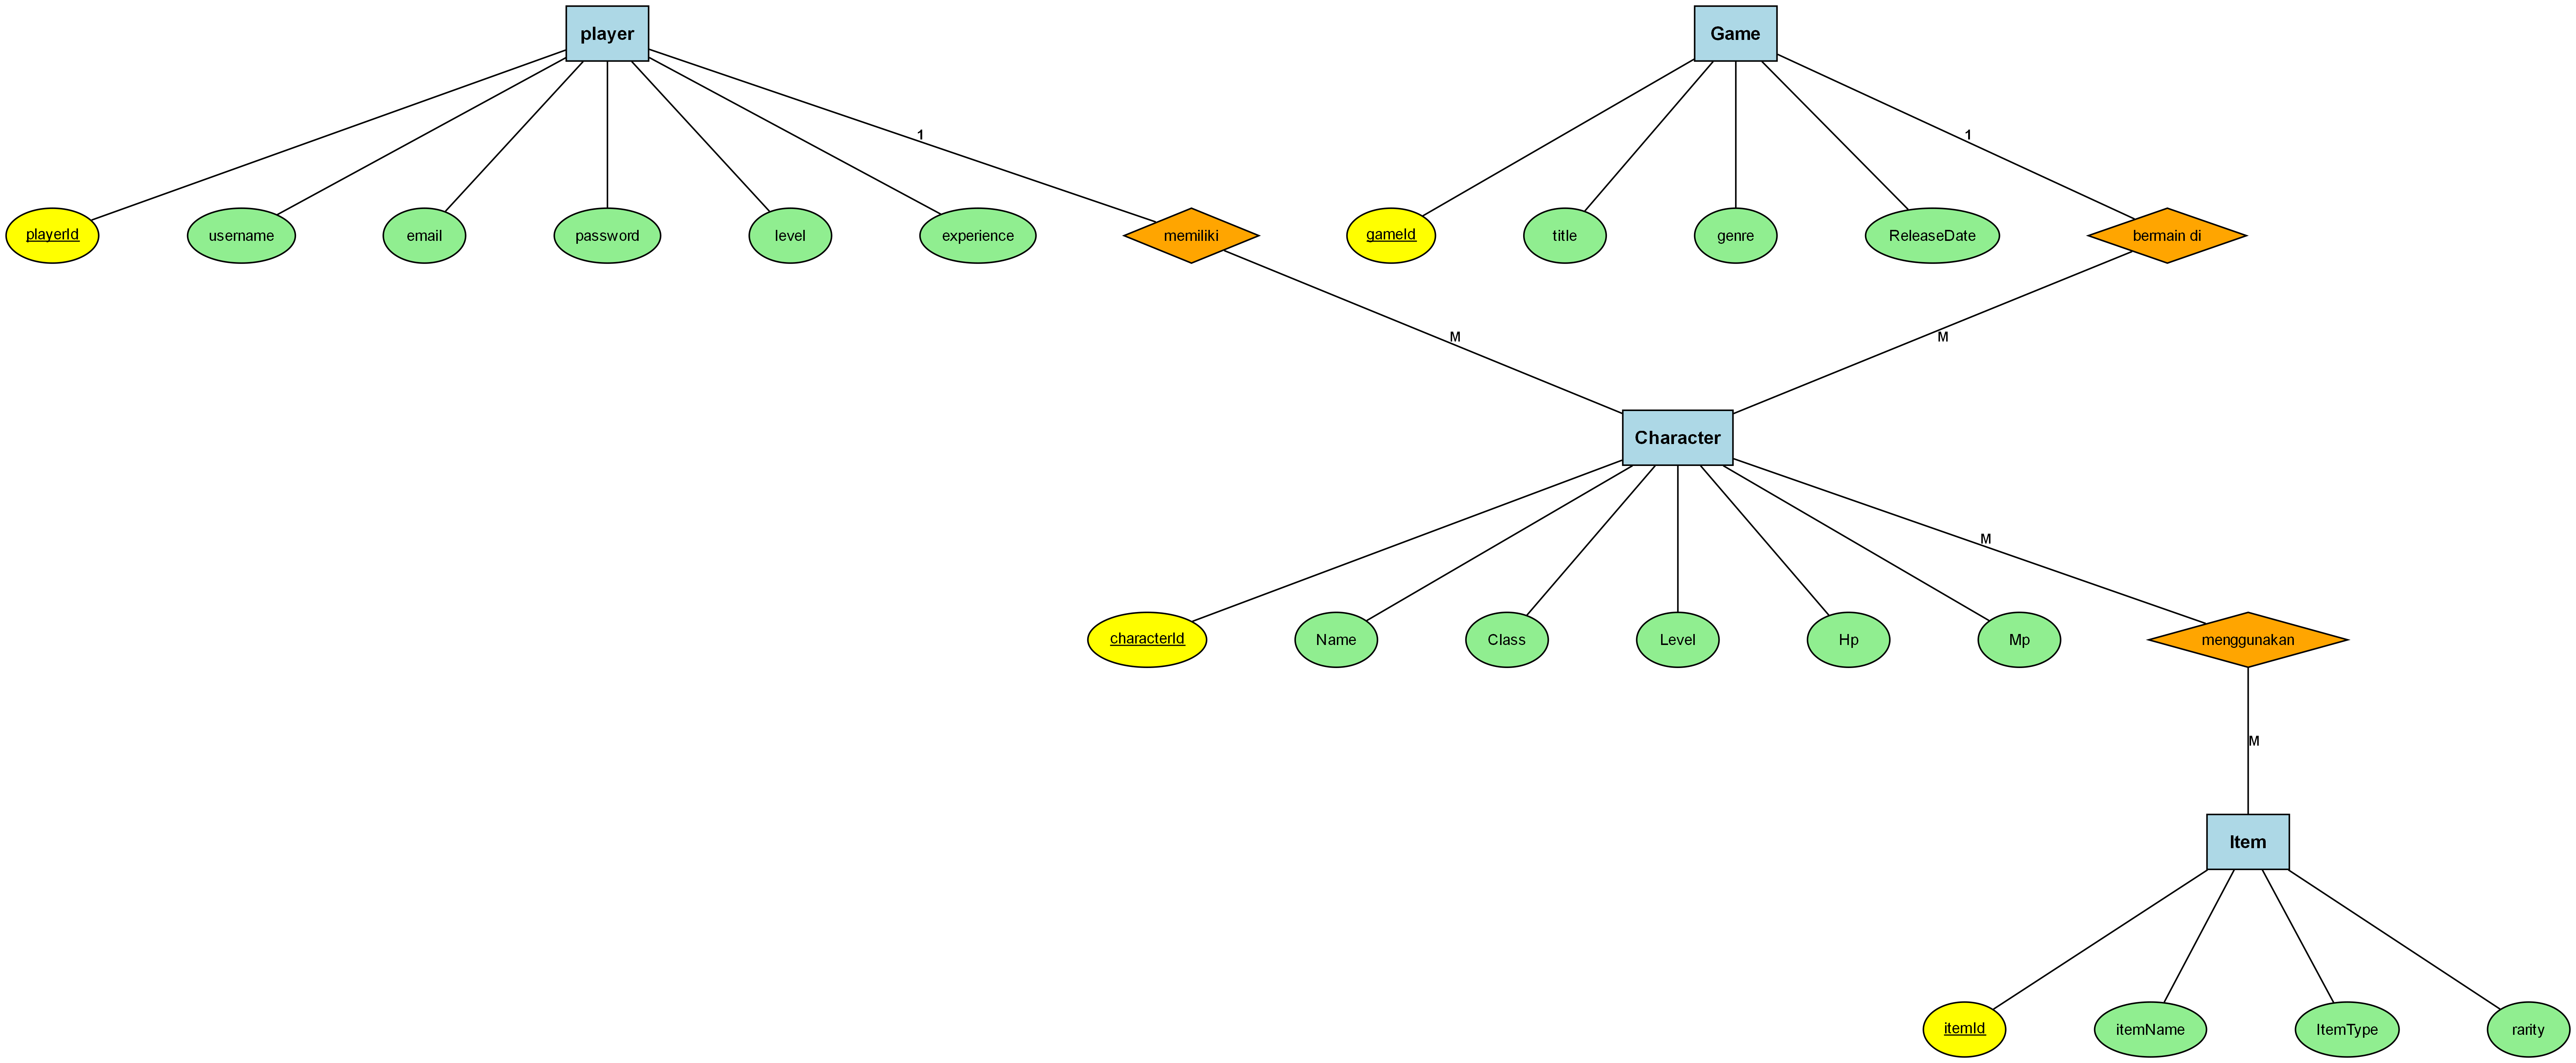 player
Game
1
1
playerId
username
email
password
level
experience
memiliki
gameId
title
genre
ReleaseDate
bermain di
M
M
Character
M
characterId
Name
Class
Level
Hp
Mp
menggunakan
M
Item
itemId
itemName
ItemType
rarity